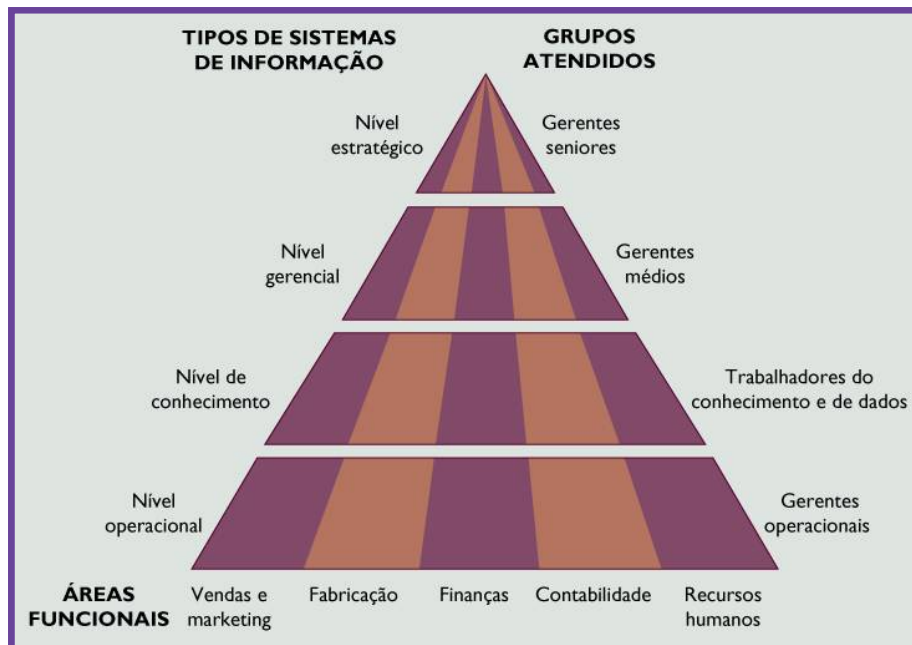 TIPOS DE SISTEMAS
DE INFORMAÇÃO
GRUPOS
ATENDIDOS
Nível
estratégico
Gerentes
seniores
Nível
gerencial
Gerentes
médios
Nível de
conhecimento
Trabalhadores do
conhecimento e de dados
Nível
operacional
Gerentes
operacionais
ÁREAS
FUNCIONAIS
Vendas e
marketing
Fabricação
Finanças
Contabilidade
Recursos
humanos